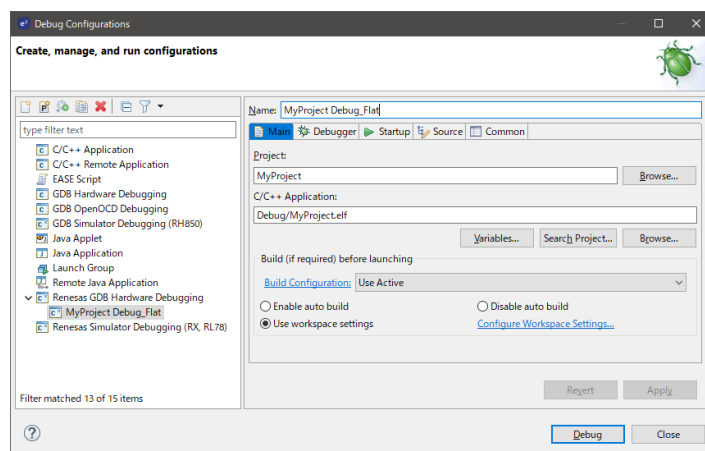 e² Debug Configurations
Create, manage, and run configurations
type filter text
C/C++ Application
C/C++ Remote Application
EASE Script
GDB Hardware Debugging
GDB OpenOCD Debugging
GDB Simulator Debugging (RH850)
Java Applet
Java Application
Launch Group
Remote Java Application
Renesas GDB Hardware Debugging
MyProject Debug_Flat
Renesas Simulator Debugging (RX, RL78)
Filter matched 13 of 15 items
Name: MyProject Debug_Flat
Main Debugger Startup Source Common
Project:
MyProject Browse...
C/C++ Application:
Debug/MyProject.elf
Variables... Search Project... Browse...
Build (if required) before launching
Build Configuration: Use Active
Enable auto build Disable auto build
Use workspace settings Configure Workspace Settings...
Revert Apply
? Debug Close